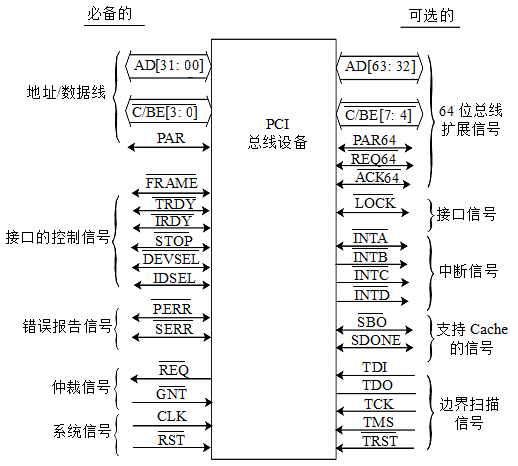 必备的
可选的
地址/数据线
AD[31: 00]
C/BE[3: 0]
PAR
接口的控制信号
FRAME
TRDY
IRDY
STOP
DEVSEL
IDSEL
错误报告信号
PERR
SERR
仲裁信号
REQ
GNT
系统信号
CLK
RST
PCI
总线设备
AD[63: 32]
C/BE[7: 4]
PAR64
REQ64
ACK64
64 位总线
扩展信号
LOCK
接口信号
INTA
INTB
INTC
INTD
中断信号
SBO
SDONE
支持 Cache
的信号
TDI
TDO
TCK
TMS
TRST
边界扫描
信号